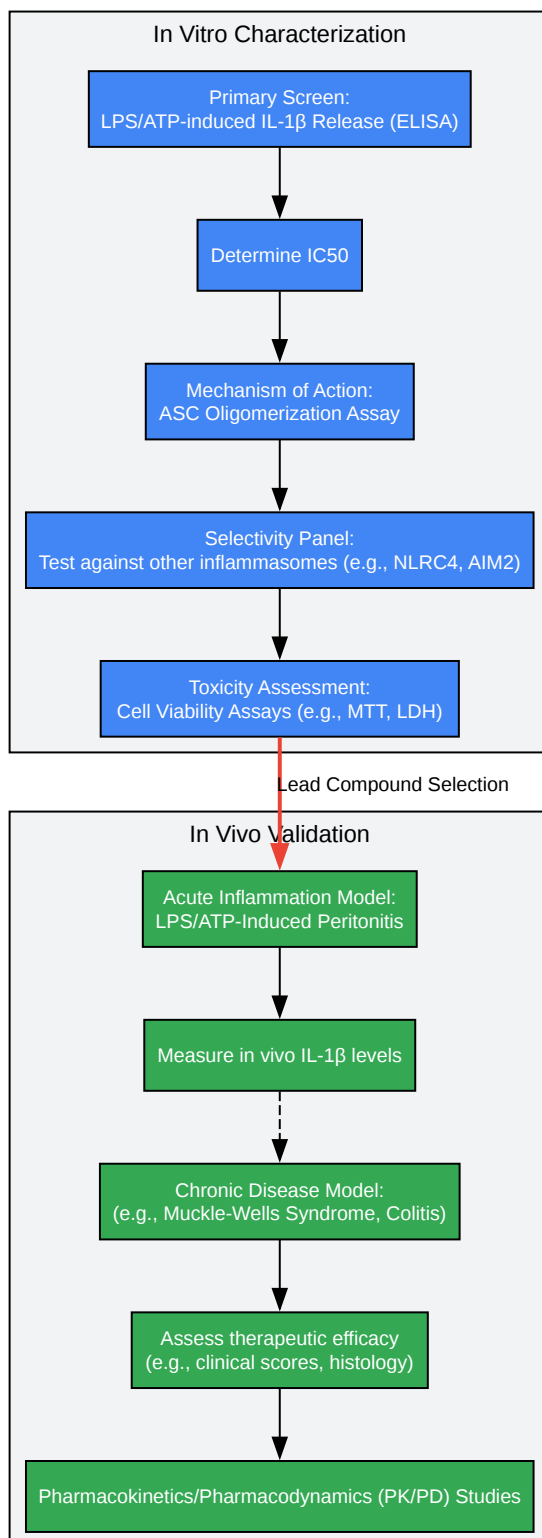 In Vitro Characterization
Primary Screen:
LPS/ATP-induced IL-1β Release (ELISA)
Determine IC50
Mechanism of Action:
ASC Oligomerization Assay
Selectivity Panel:
Test against other inflammasomes (e.g., NLRC4, AIM2)
Toxicity Assessment:
Cell Viability Assays (e.g., MTT, LDH)
Lead Compound Selection
In Vivo Validation
Acute Inflammation Model:
LPS/ATP-Induced Peritonitis
Measure in vivo IL-1β levels
Chronic Disease Model:
(e.g., Muckle-Wells Syndrome, Colitis)
Assess therapeutic efficacy
(e.g., clinical scores, histology)
Pharmacokinetics/Pharmacodynamics (PK/PD) Studies